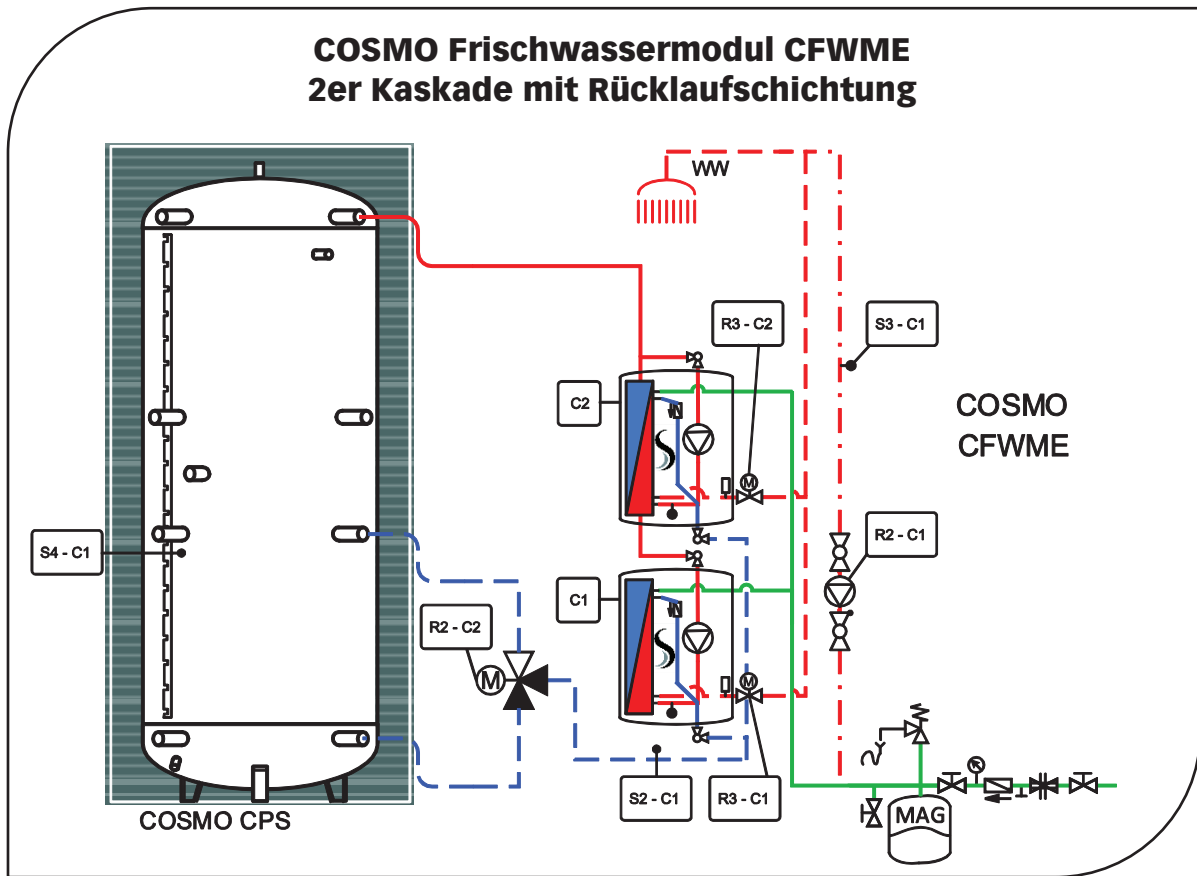 COSMO Frischwassermodul CFWME
2er Kaskade mit Rücklaufschichtung
WW
R3 - C2
S3 - C1
C2
COSMO
CFWME
M
S4 - C1
R2 - C1
C1
R2 - C2
M
M
S2 - C1
R3 - C1
MAG
COSMO CPS